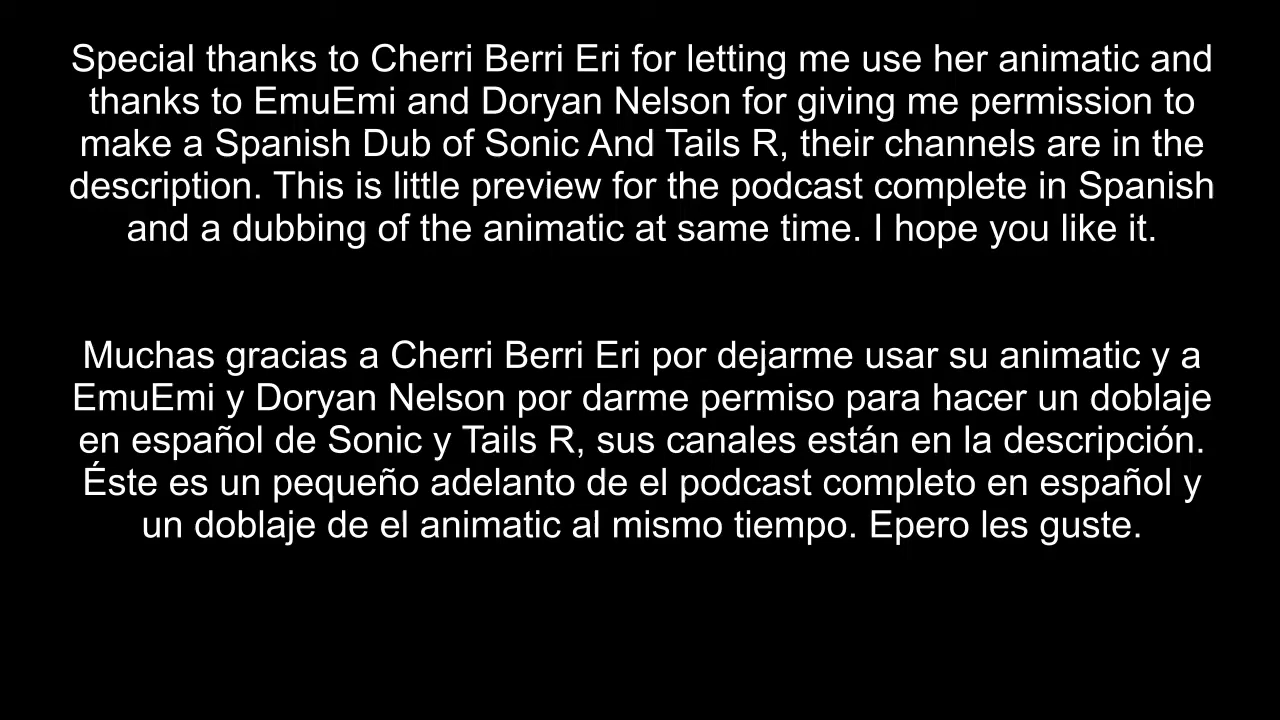 Special thanks to Cherri Berri Eri for letting me use her animatic and
thanks to EmuEmi and Doryan Nelson for giving me permission to
make a Spanish Dub of Sonic And Tails R, their channels are in the
description. This is little preview for the podcast complete in Spanish
and a dubbing of the animatic at same time. I hope you like it.
Muchas gracias a Cherri Berri Eri por dejarme usar su animatic y a
EmuEmi y Doryan Nelson por darme permiso para hacer un doblaje
en español de Sonic y Tails R, sus canales están en la descripción.
Éste es un pequeño adelanto de el podcast completo en español y
un doblaje de el animatic al mismo tiempo. Epero les guste.